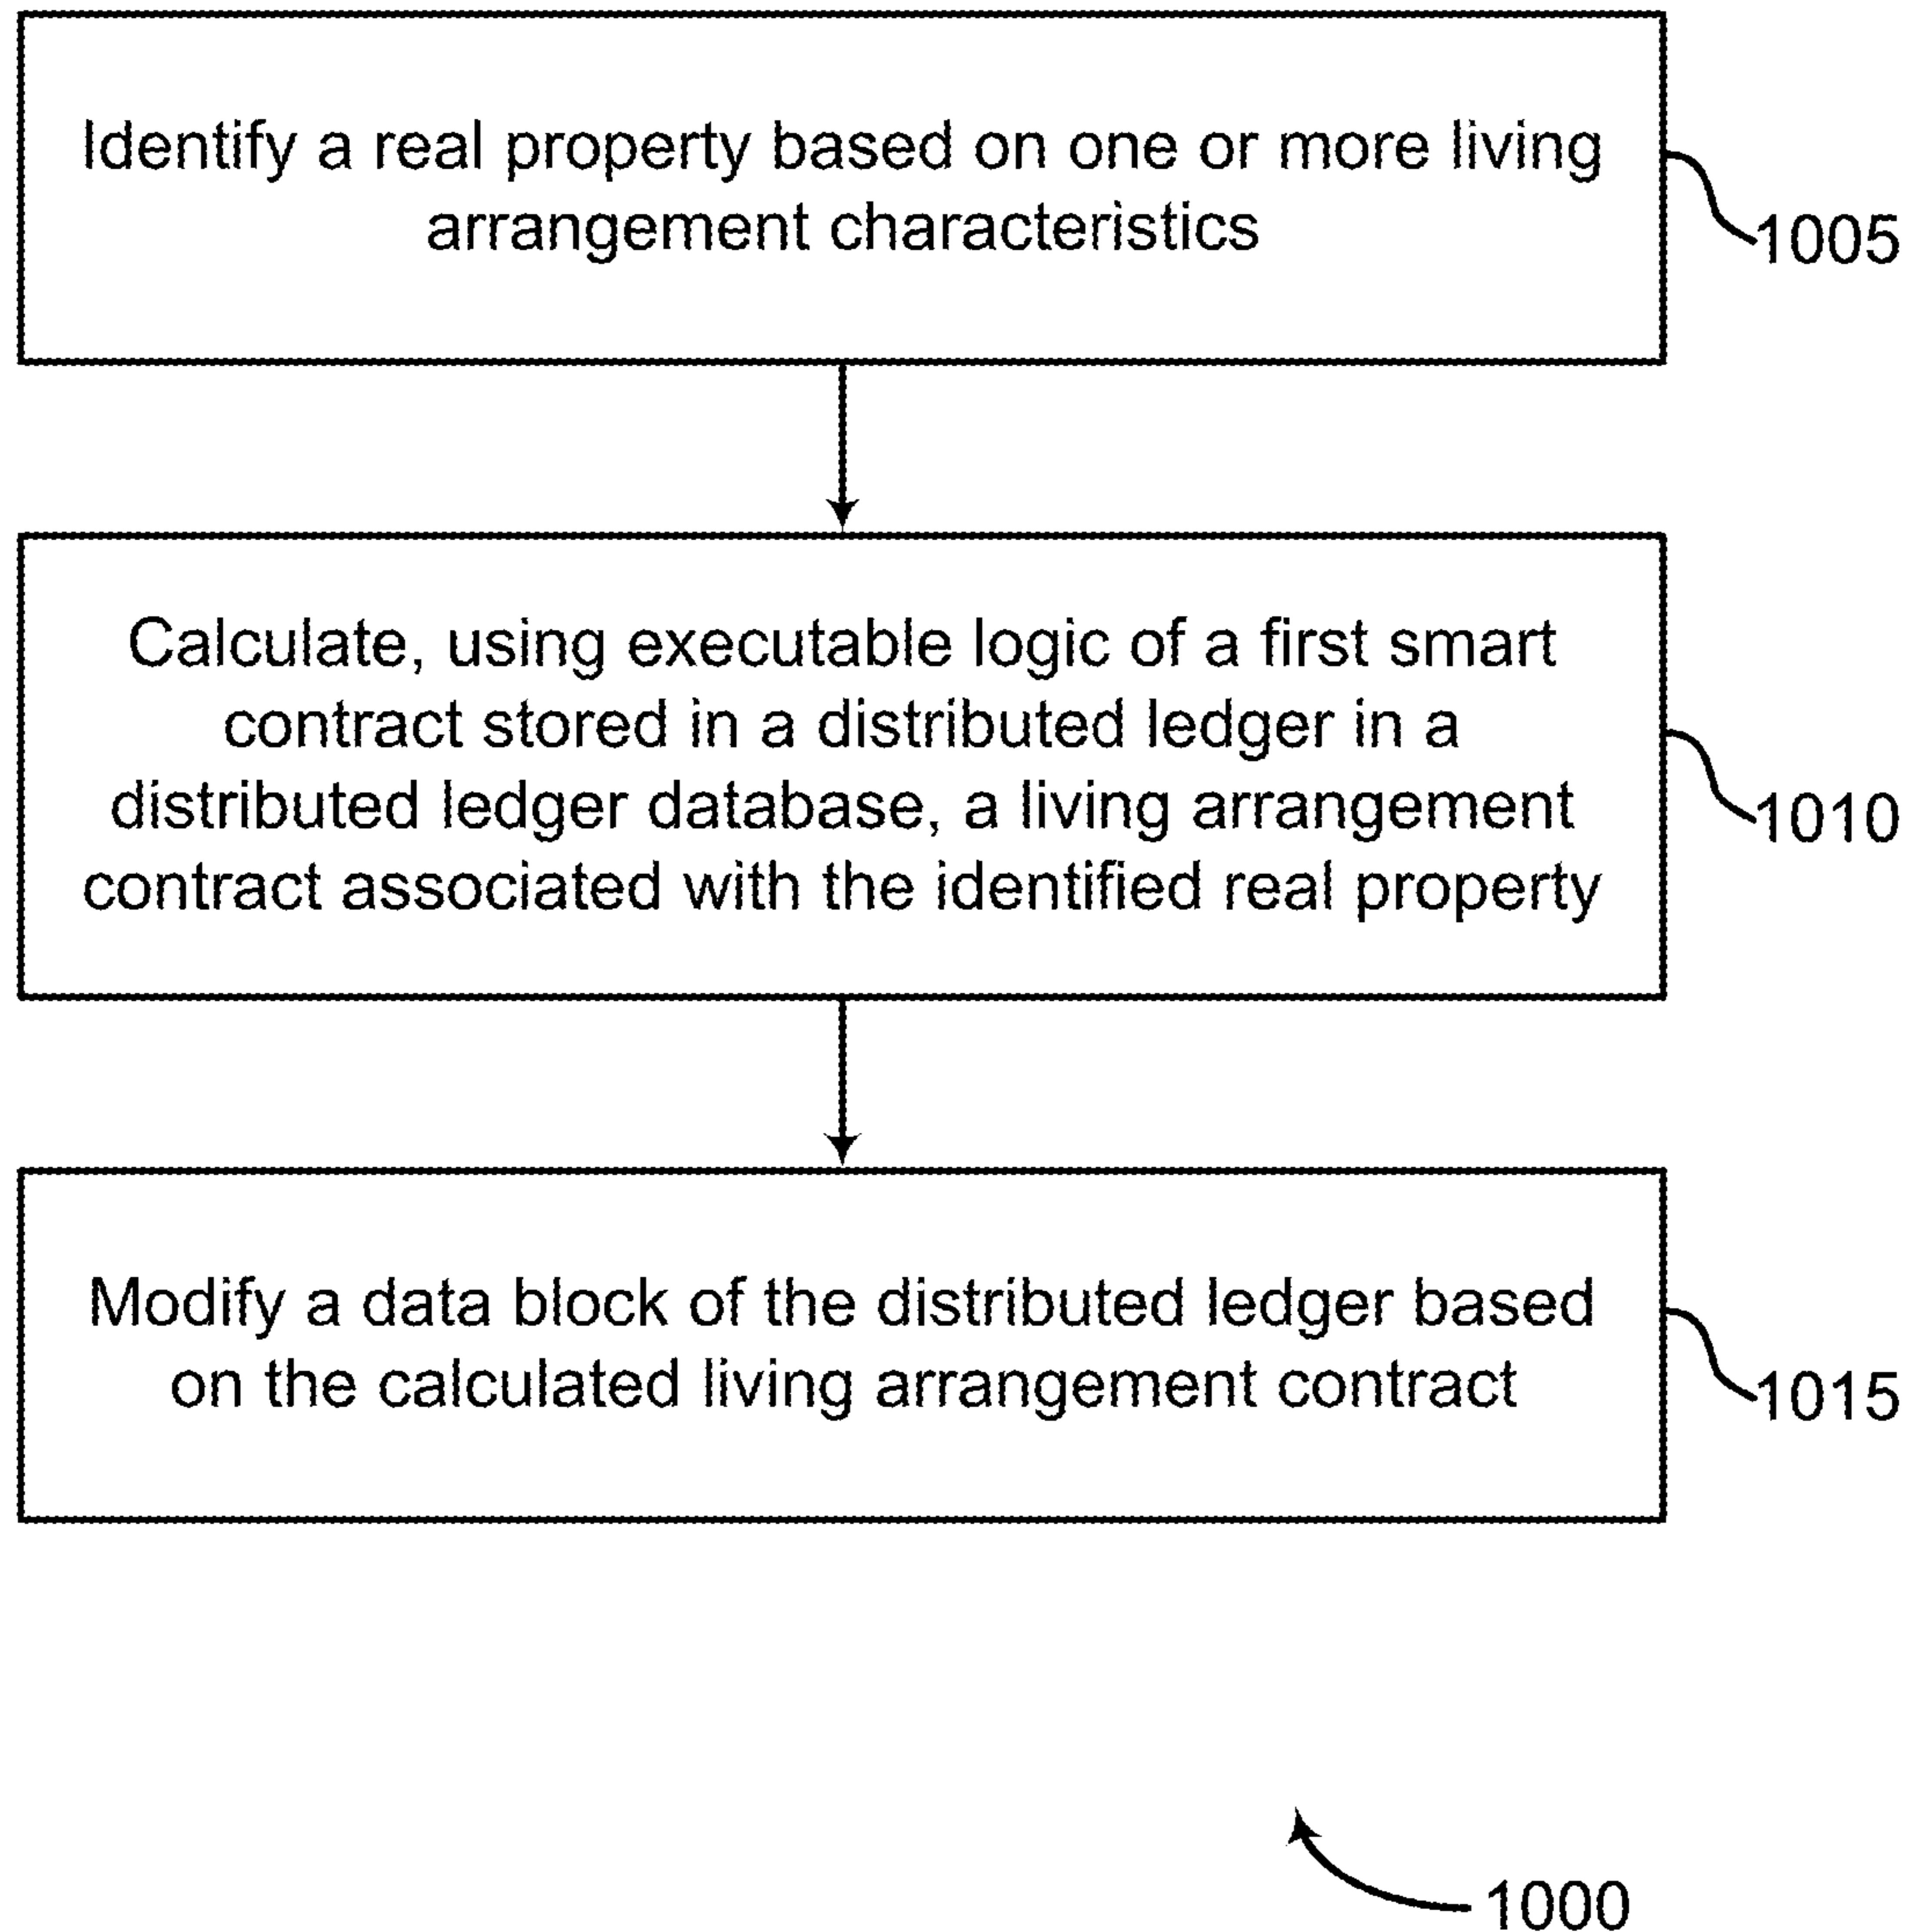 Identify a real property based on one or more living
arrangement characteristics
1005
Calculate, using executable logic of a first smart
contract stored in a distributed ledger in a
distributed ledger database, a living arrangement
contract associated with the identified real property
1010
Modify a data block of the distributed ledger based
on the calculated living arrangement contract
1015
1000